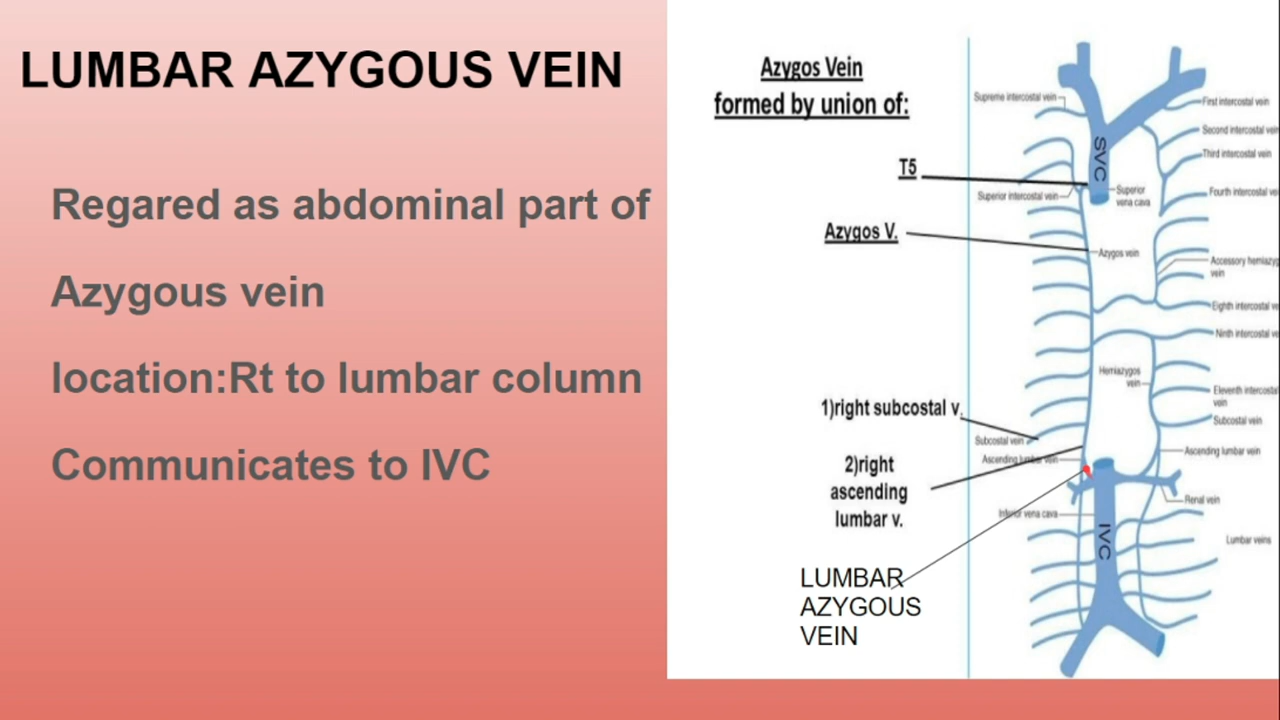 LUMBAR AZYGOUS VEIN
Regared as abdominal part of
Azygous vein
location:Rt to lumbar column
Communicates to IVC
Azygos Vein
formed by union of:
T5
Azygos V.
1)right subcostal v.
2)right
ascending
lumbar v.
LUMBAR
AZYGOUS
VEIN
Supreme intercostal vein
Superior intercostal vein
Subcostal vein
Ascending lumbar vein
Inferior vena cava
SVC
Superior
vena cava
Azygos vein
Hemiazygos
vein
IVC
First intercostal vein
Second intercostal vein
Third intercostal vein
Fourth intercostal ve
Accessory hemiazyg
vein
Eighth intercostal ve
Ninth intercostal ve
Eleventh intercostal
vein
Subcostal vein
Ascending lumbar vein
Renal vein
Lumbar veins